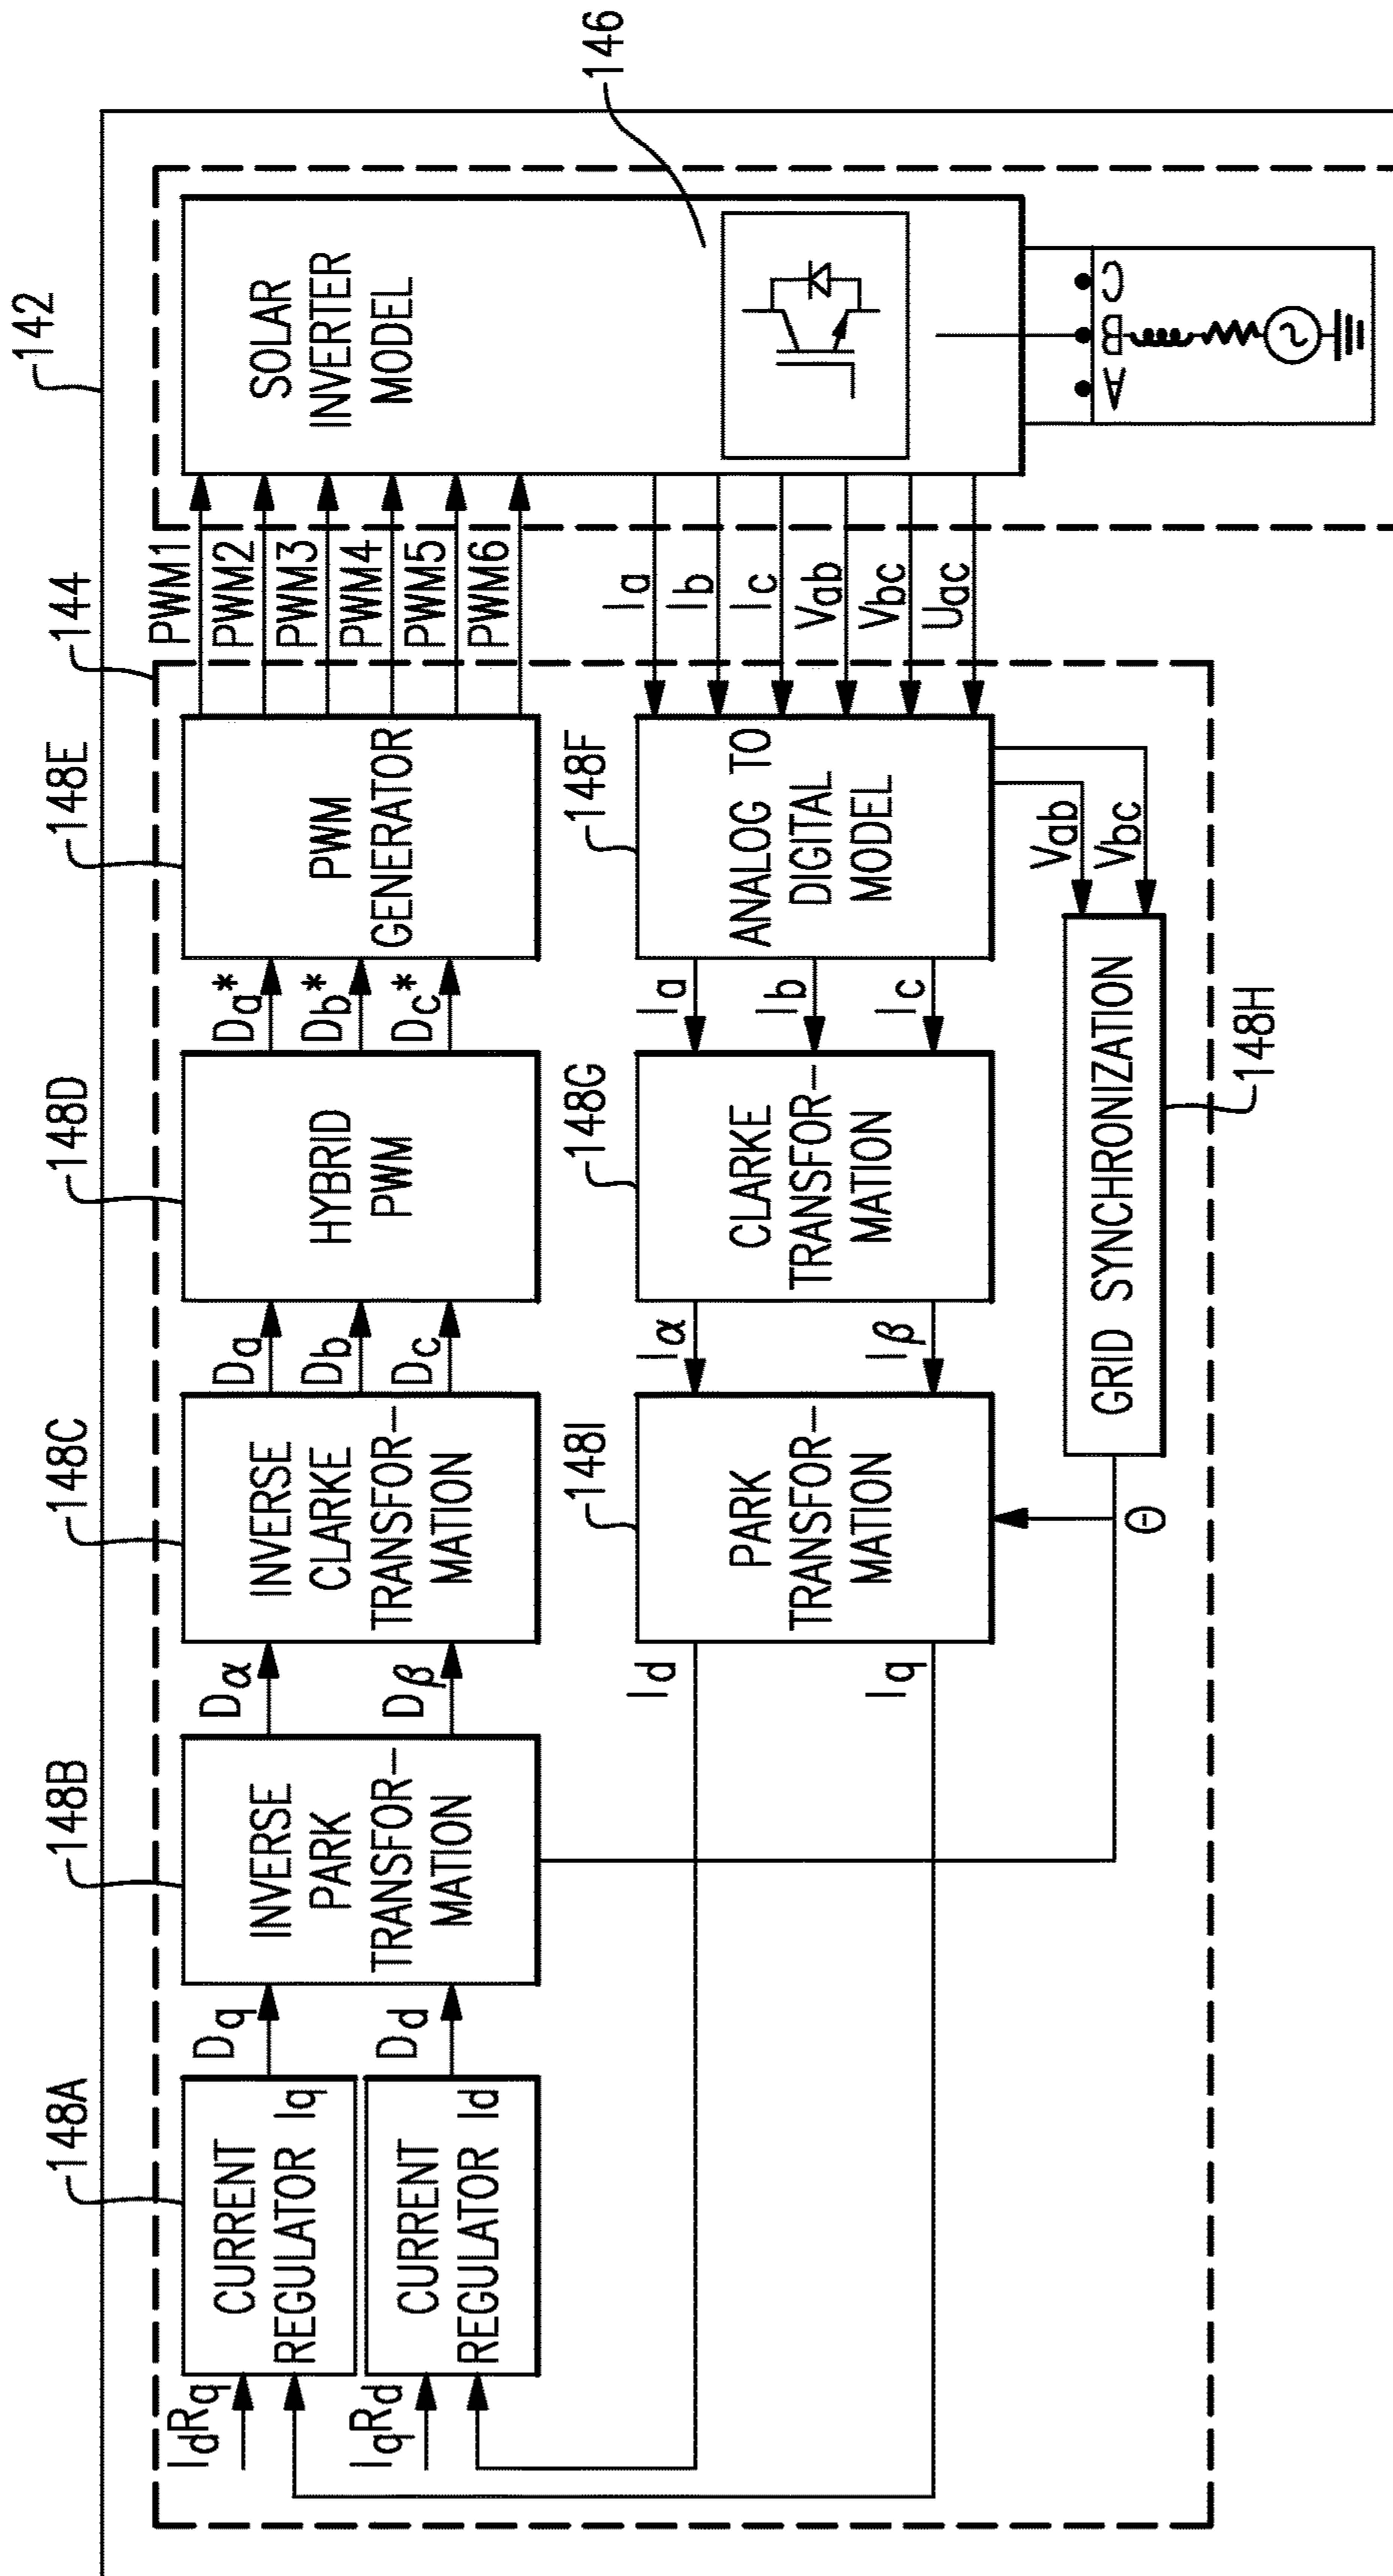 142
144
148A
148B
148C
148D
148E
PWM1
PWM2
PWM3
PWM4
PWM5
PWM6
SOLAR
INVERTER
MODEL
146
IdRq
CURRENT
REGULATOR Iq
Dq
IqRd
CURRENT
REGULATOR Id
Dd
INVERSE
PARK
TRANSFOR-
MATION
Dα
Dβ
INVERSE
CLARKE
TRANSFOR-
MATION
Da
Db
Dc
HYBRID
PWM
Da*
Db*
Dc*
PWM
GENERATOR
148I
148G
148F
Id
Iq
PARK
TRANSFOR-
MATION
Iα
Iβ
CLARKE
TRANSFOR-
MATION
Ia
Ib
Ic
ANALOG TO
DIGITAL
MODEL
Ia
Ib
Ic
Vab
Vbc
Uac
A
B
C
Vab
Vbc
Θ
GRID SYNCHRONIZATION
148H